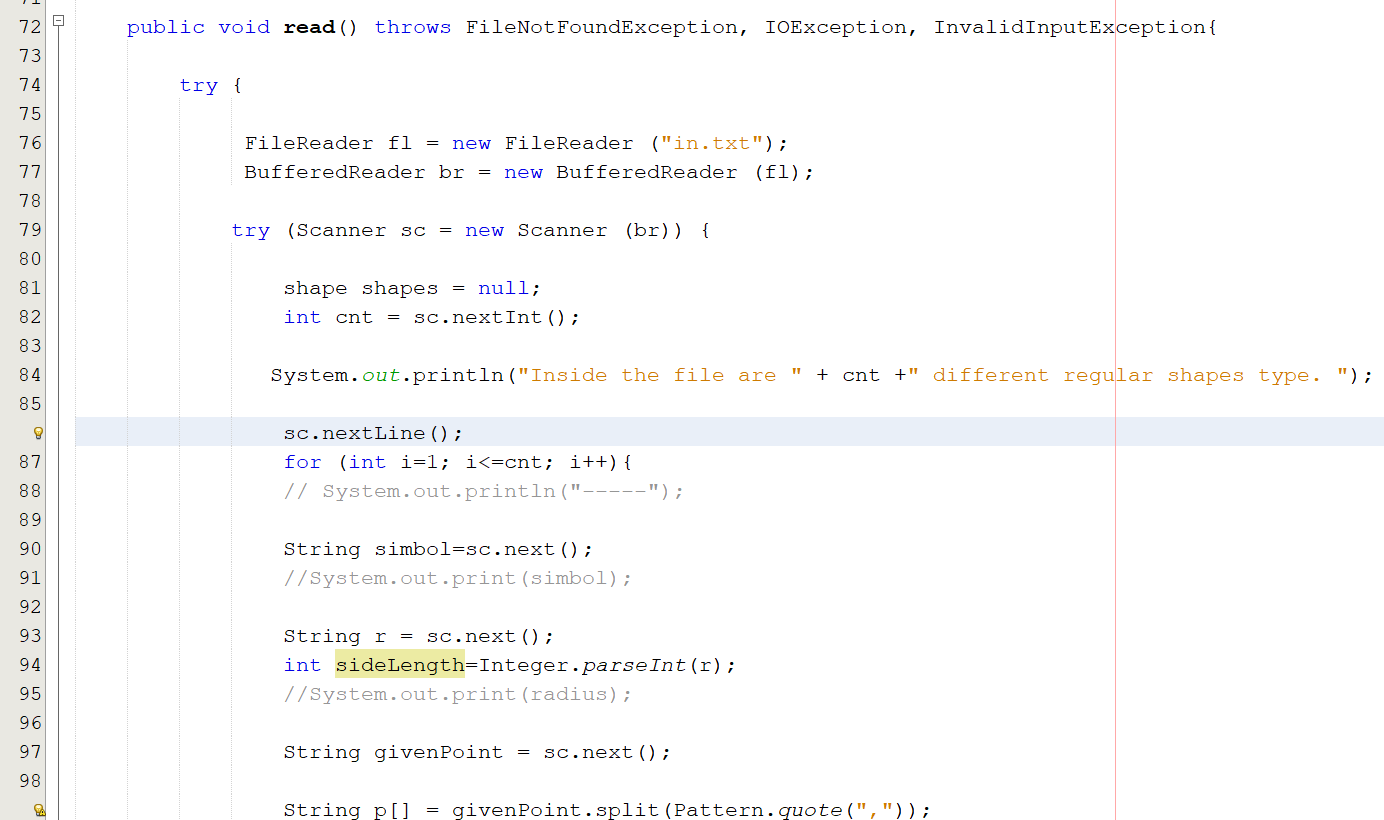 71
72 public void read() throws FileNotFoundException, IOException, InvalidInputException{
73
74 try {
75
76 FileReader fl = new FileReader ("in.txt");
77 BufferedReader br = new BufferedReader (fl);
78
79 try (Scanner sc = new Scanner (br)) {
80
81 shape shapes = null;
82 int cnt = sc.nextInt();
83
84 System.out.println("Inside the file are " + cnt +" different regular shapes type. ");
85
sc.nextLine();
87 for (int i=1; i<=cnt; i++){
88 // System.out.println("-----");
89
90 String simbol=sc.next();
91 //System.out.print(simbol);
92
93 String r = sc.next();
94 int sideLength=Integer.parseInt(r);
95 //System.out.print(radius);
96
97 String givenPoint = sc.next();
98
String p[] = givenPoint.split(Pattern.quote(","));